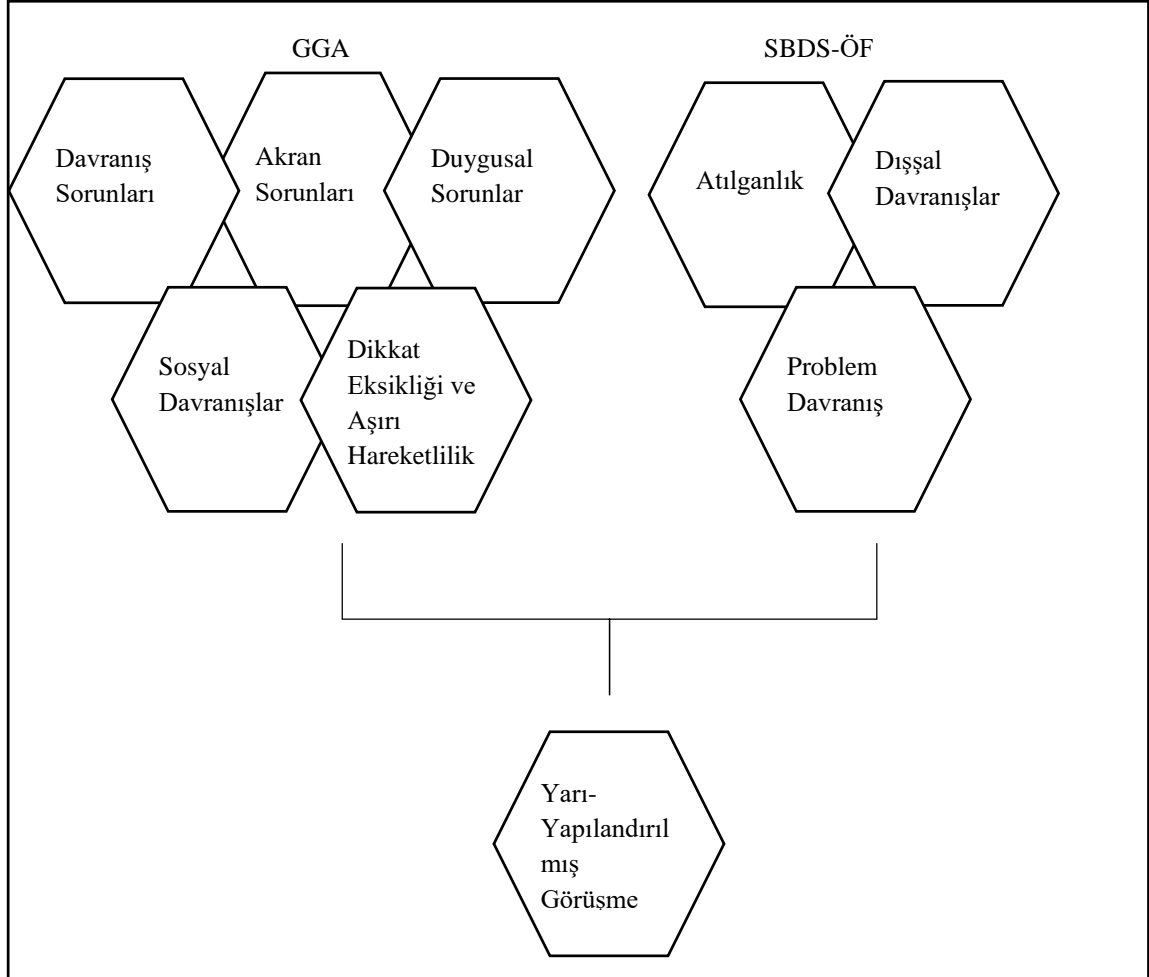 GGA
SBDS-ÖF
Davranış
Sorunları
Akran
Sorunları
Duygusal
Sorunlar
Atılganlık
Dışşal
Davranışlar
Sosyal
Davranışlar
Dikkat
Eksikliği ve
Aşırı
Hareketlilik
Problem
Davranış
Yarı-
Yapılandırıl
mış
Görüşme